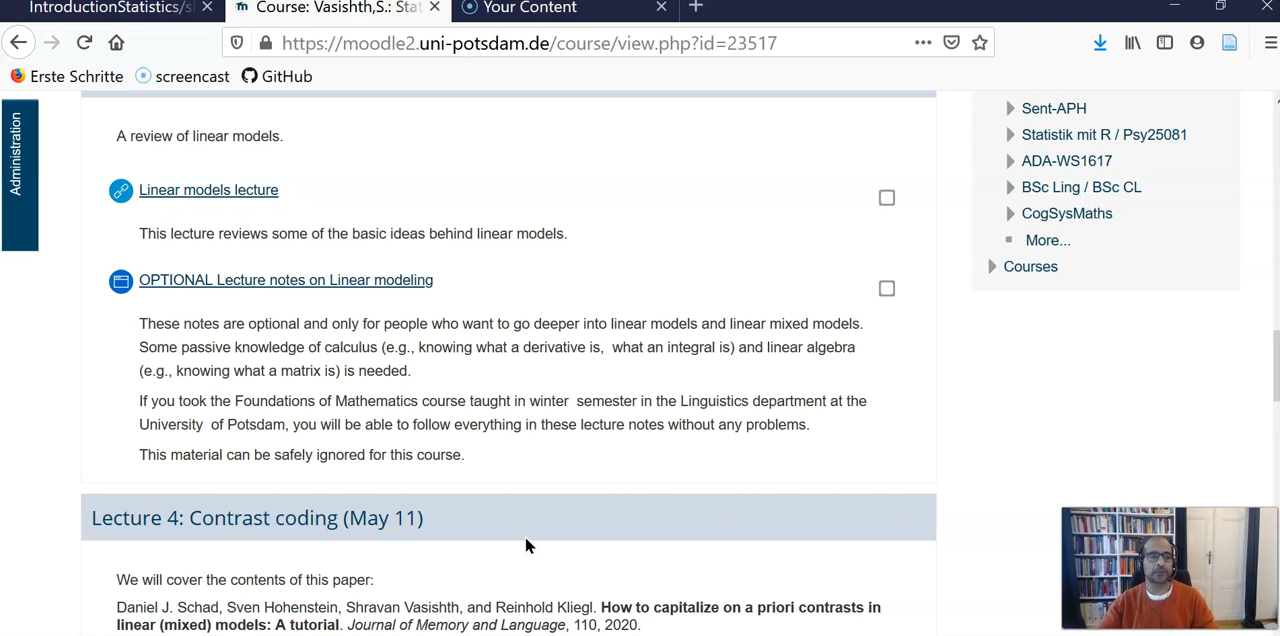 IntroductionStatistics/sl
Course: Vasishth,S.: Stat
Your Content
https://moodle2.uni-potsdam.de/course/view.php?id=23517
Erste Schritte screencast GitHub
Administration
A review of linear models.
Linear models lecture
This lecture reviews some of the basic ideas behind linear models.
OPTIONAL Lecture notes on Linear modeling
These notes are optional and only for people who want to go deeper into linear models and linear mixed models.
Some passive knowledge of calculus (e.g., knowing what a derivative is, what an integral is) and linear algebra
(e.g., knowing what a matrix is) is needed.
If you took the Foundations of Mathematics course taught in winter semester in the Linguistics department at the
University of Potsdam, you will be able to follow everything in these lecture notes without any problems.
This material can be safely ignored for this course.
Lecture 4: Contrast coding (May 11)
We will cover the contents of this paper:
Daniel J. Schad, Sven Hohenstein, Shravan Vasishth, and Reinhold Kliegl. How to capitalize on a priori contrasts in
linear (mixed) models: A tutorial. Journal of Memory and Language, 110, 2020.
Sent-APH
Statistik mit R / Psy25081
ADA-WS1617
BSc Ling / BSc CL
CogSysMaths
More...
Courses